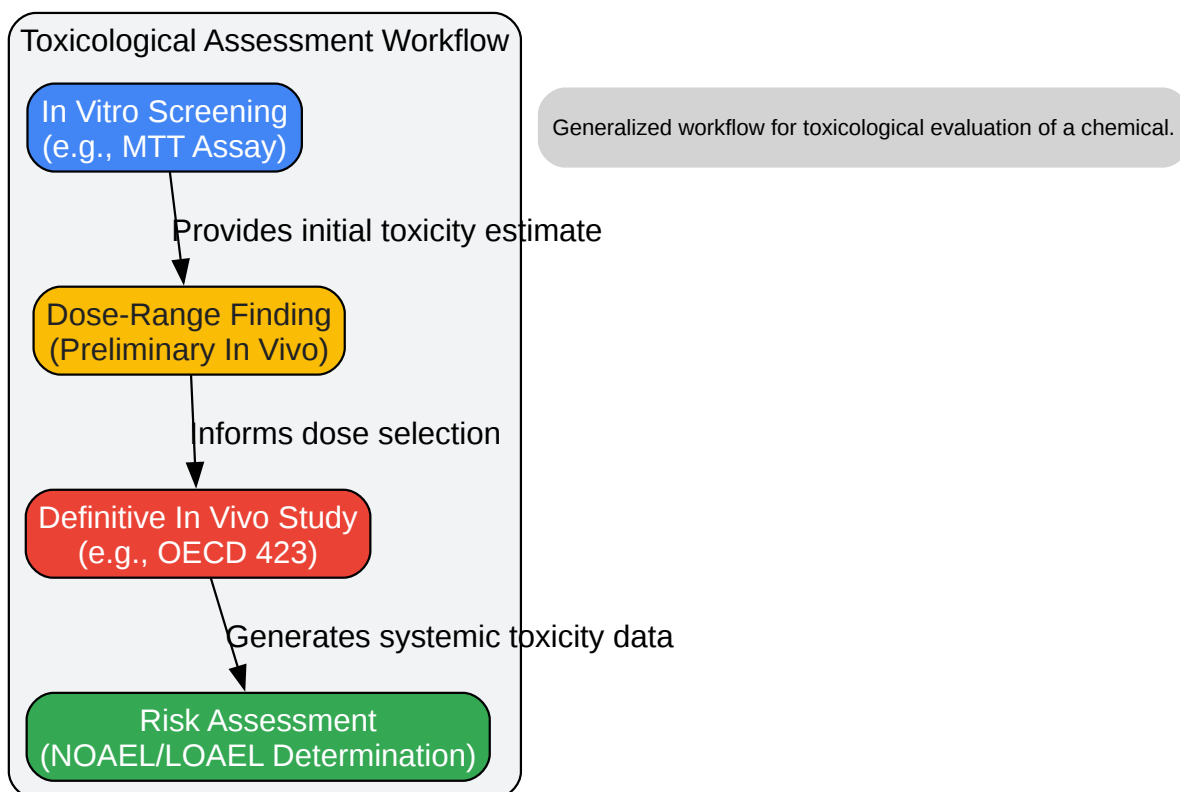 Toxicological Assessment Workflow
In Vitro Screening
(e.g., MTT Assay)
Generalized workflow for toxicological evaluation of a chemical.
Provides initial toxicity estimate
Dose-Range Finding
(Preliminary In Vivo)
Informs dose selection
Definitive In Vivo Study
(e.g., OECD 423)
Generates systemic toxicity data
Risk Assessment
(NOAEL/LOAEL Determination)